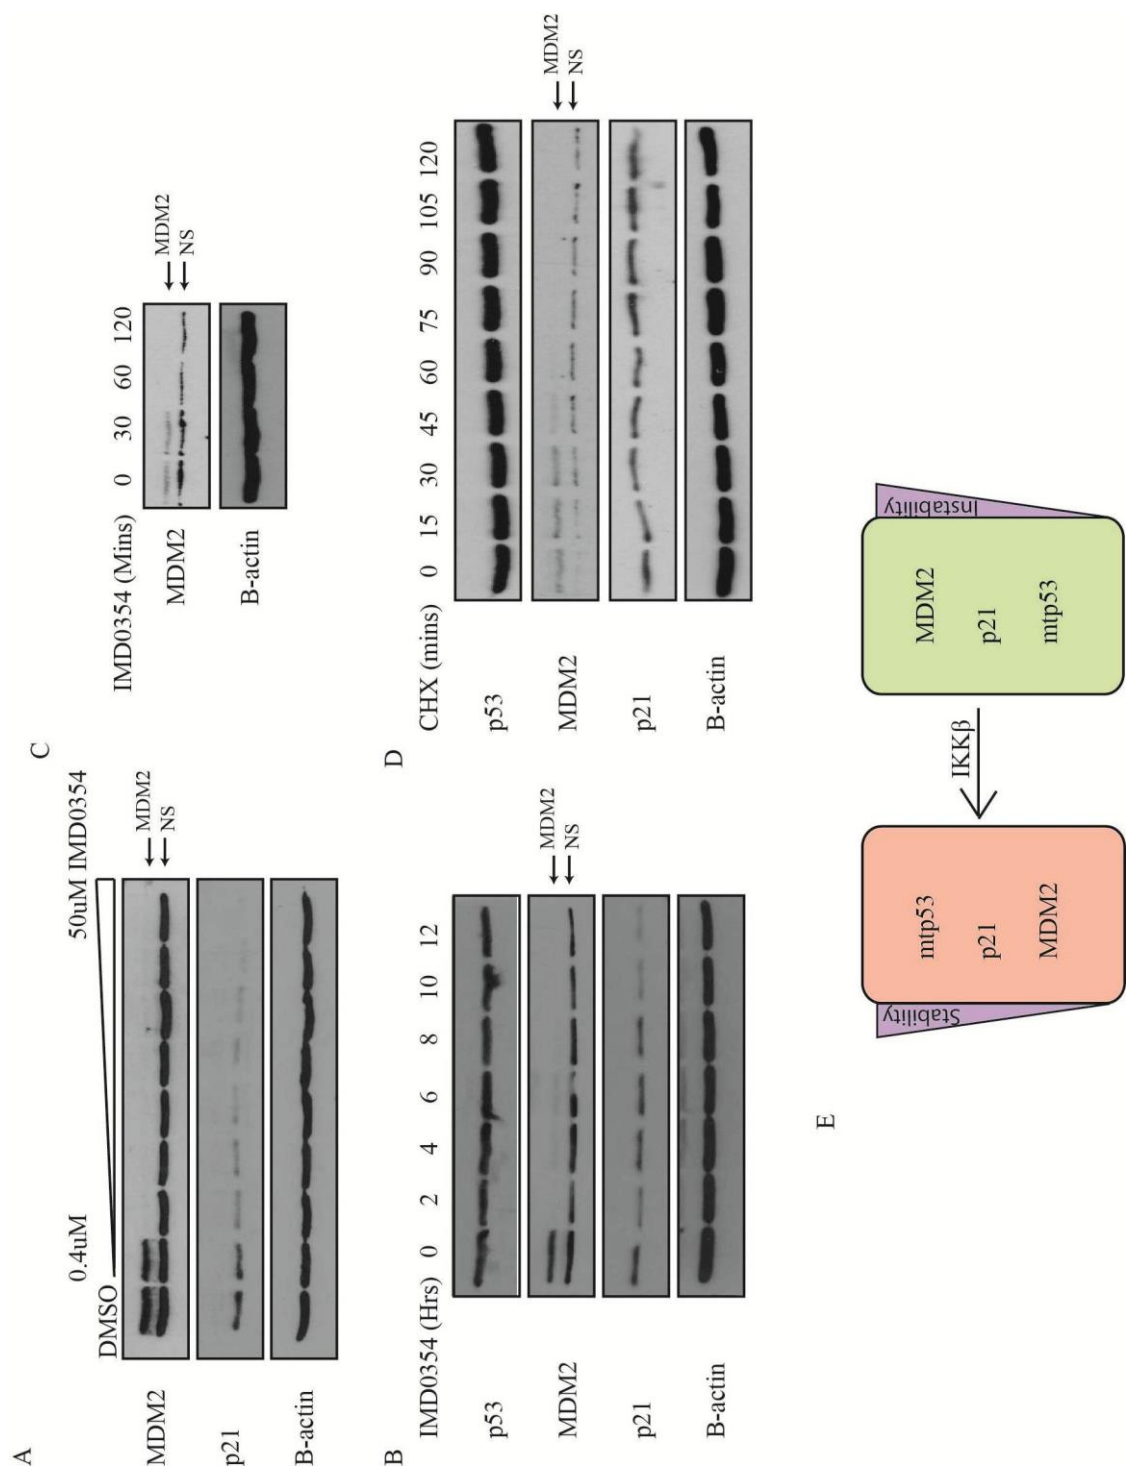 A
DMSO 0.4uM 50uM IMD0354
MDM2
MDM2
NS
p21
B-actin
B
IMD0354 (Hrs) 0 2 4 6 8 10 12
p53
MDM2
MDM2
NS
p21
B-actin
C
IMD0354 (Mins) 0 30 60 120
MDM2
MDM2
NS
B-actin
D
CHX (mins) 0 15 30 45 60 75 90 105 120
p53
MDM2
MDM2
NS
p21
B-actin
E
Stability
mtp53
p21
MDM2
IKKβ
MDM2
p21
mtp53
Instability